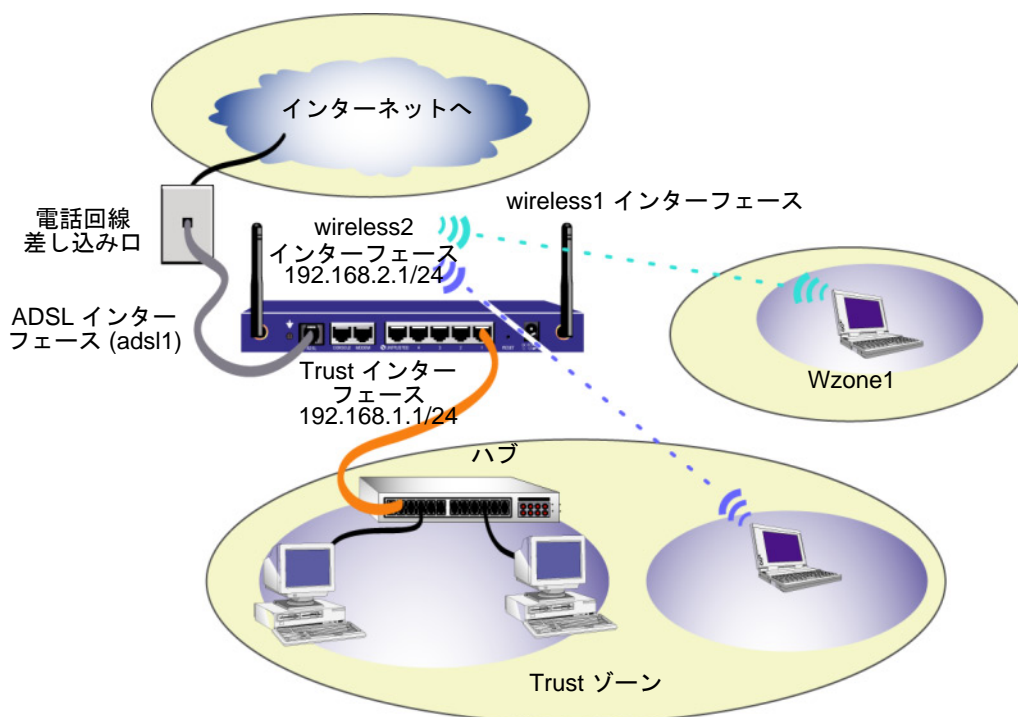 インターネットへ
wireless1 インターフェース
電話回線
差し込み口
wireless2
インターフェース
192.168.2.1/24
ADSL インター
フェース (adsl1)
Trust インター
フェース
192.168.1.1/24
Wzone1
ハブ
Trust ゾーン